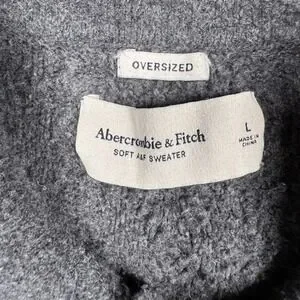 OVERSIZED
Abercrombie & Fitch
SOFT A&F SWEATER
L
MADE IN
CHINA